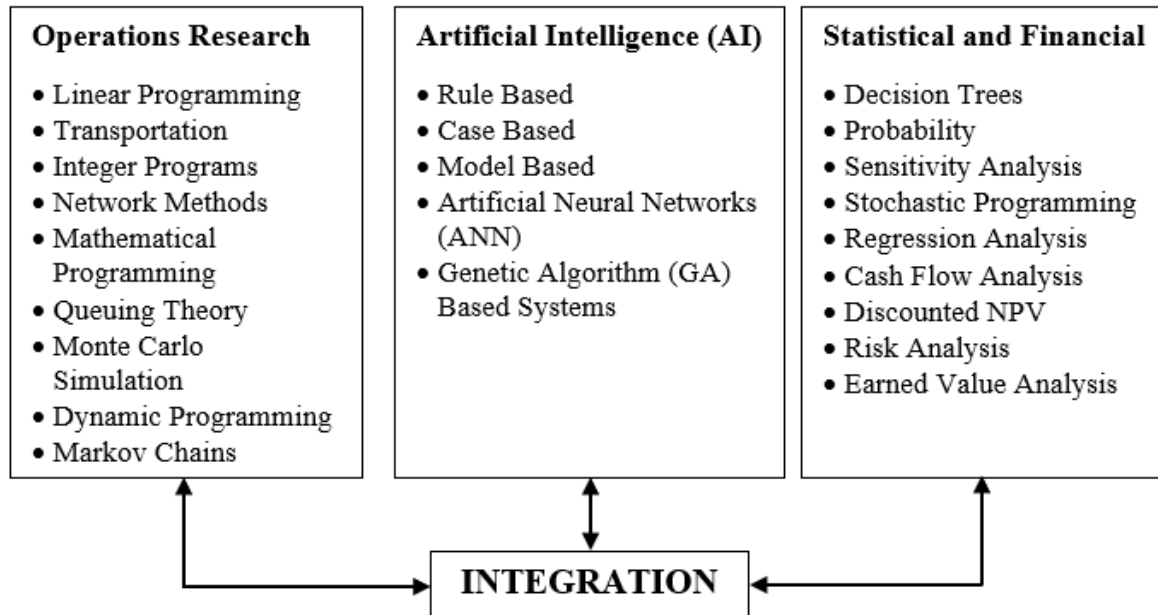 Operations Research
• Linear Programming
• Transportation
• Integer Programs
• Network Methods
• Mathematical
Programming
• Queuing Theory
• Monte Carlo
Simulation
• Dynamic Programming
• Markov Chains
Artificial Intelligence (AI)
• Rule Based
• Case Based
• Model Based
• Artificial Neural Networks
(ANN)
• Genetic Algorithm (GA)
Based Systems
Statistical and Financial
• Decision Trees
• Probability
• Sensitivity Analysis
• Stochastic Programming
• Regression Analysis
• Cash Flow Analysis
• Discounted NPV
• Risk Analysis
• Earned Value Analysis
INTEGRATION